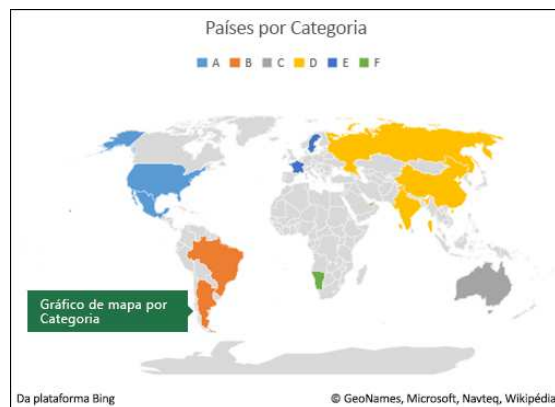 Países por Categoria
A B C D E F
Gráfico de mapa por
Categoria
Da plataforma Bing
© GeoNames, Microsoft, Navteq, Wikipédia